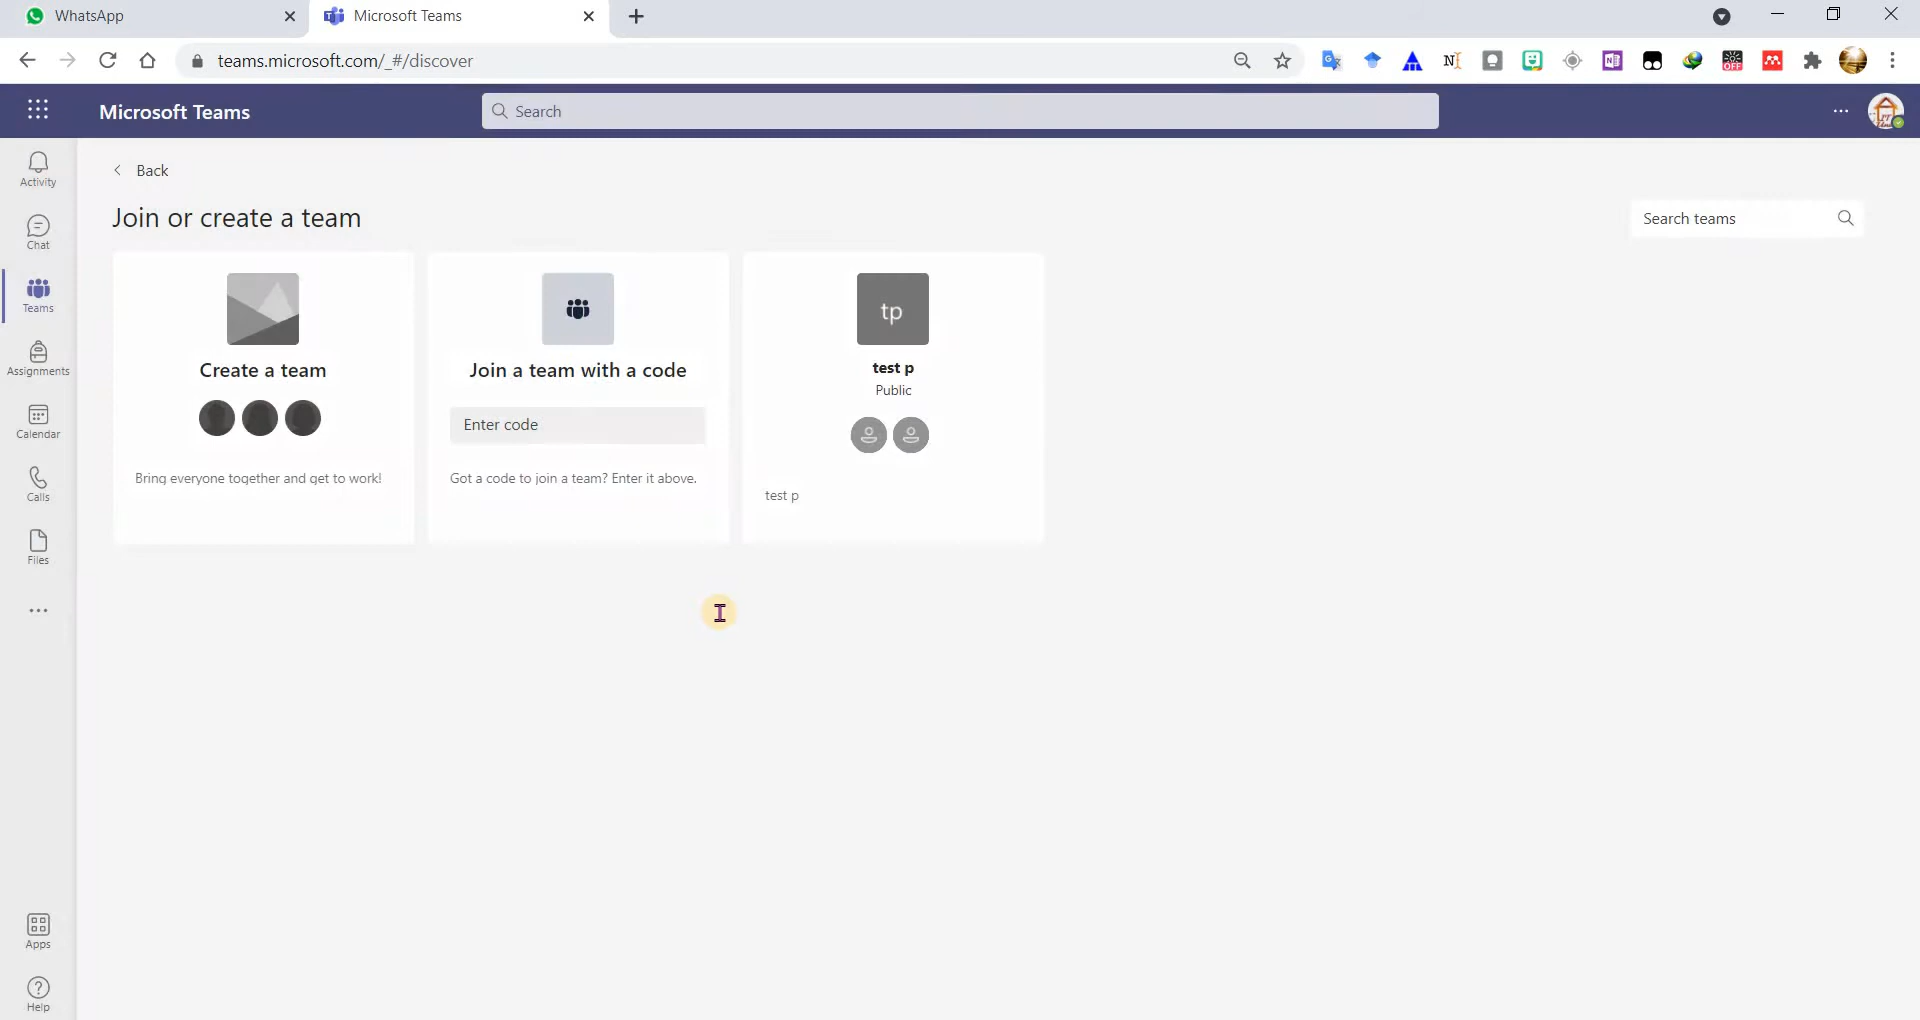 WhatsApp
Microsoft Teams
teams.microsoft.com/_#/discover
OFF
Microsoft Teams
Search
Activity
Chat
Teams
Assignments
Calendar
Calls
Files
Apps
Help
Back
Join or create a team
Search teams
Create a team
Bring everyone together and get to work!
Join a team with a code
Enter code
Got a code to join a team? Enter it above.
tp
test p
Public
test p